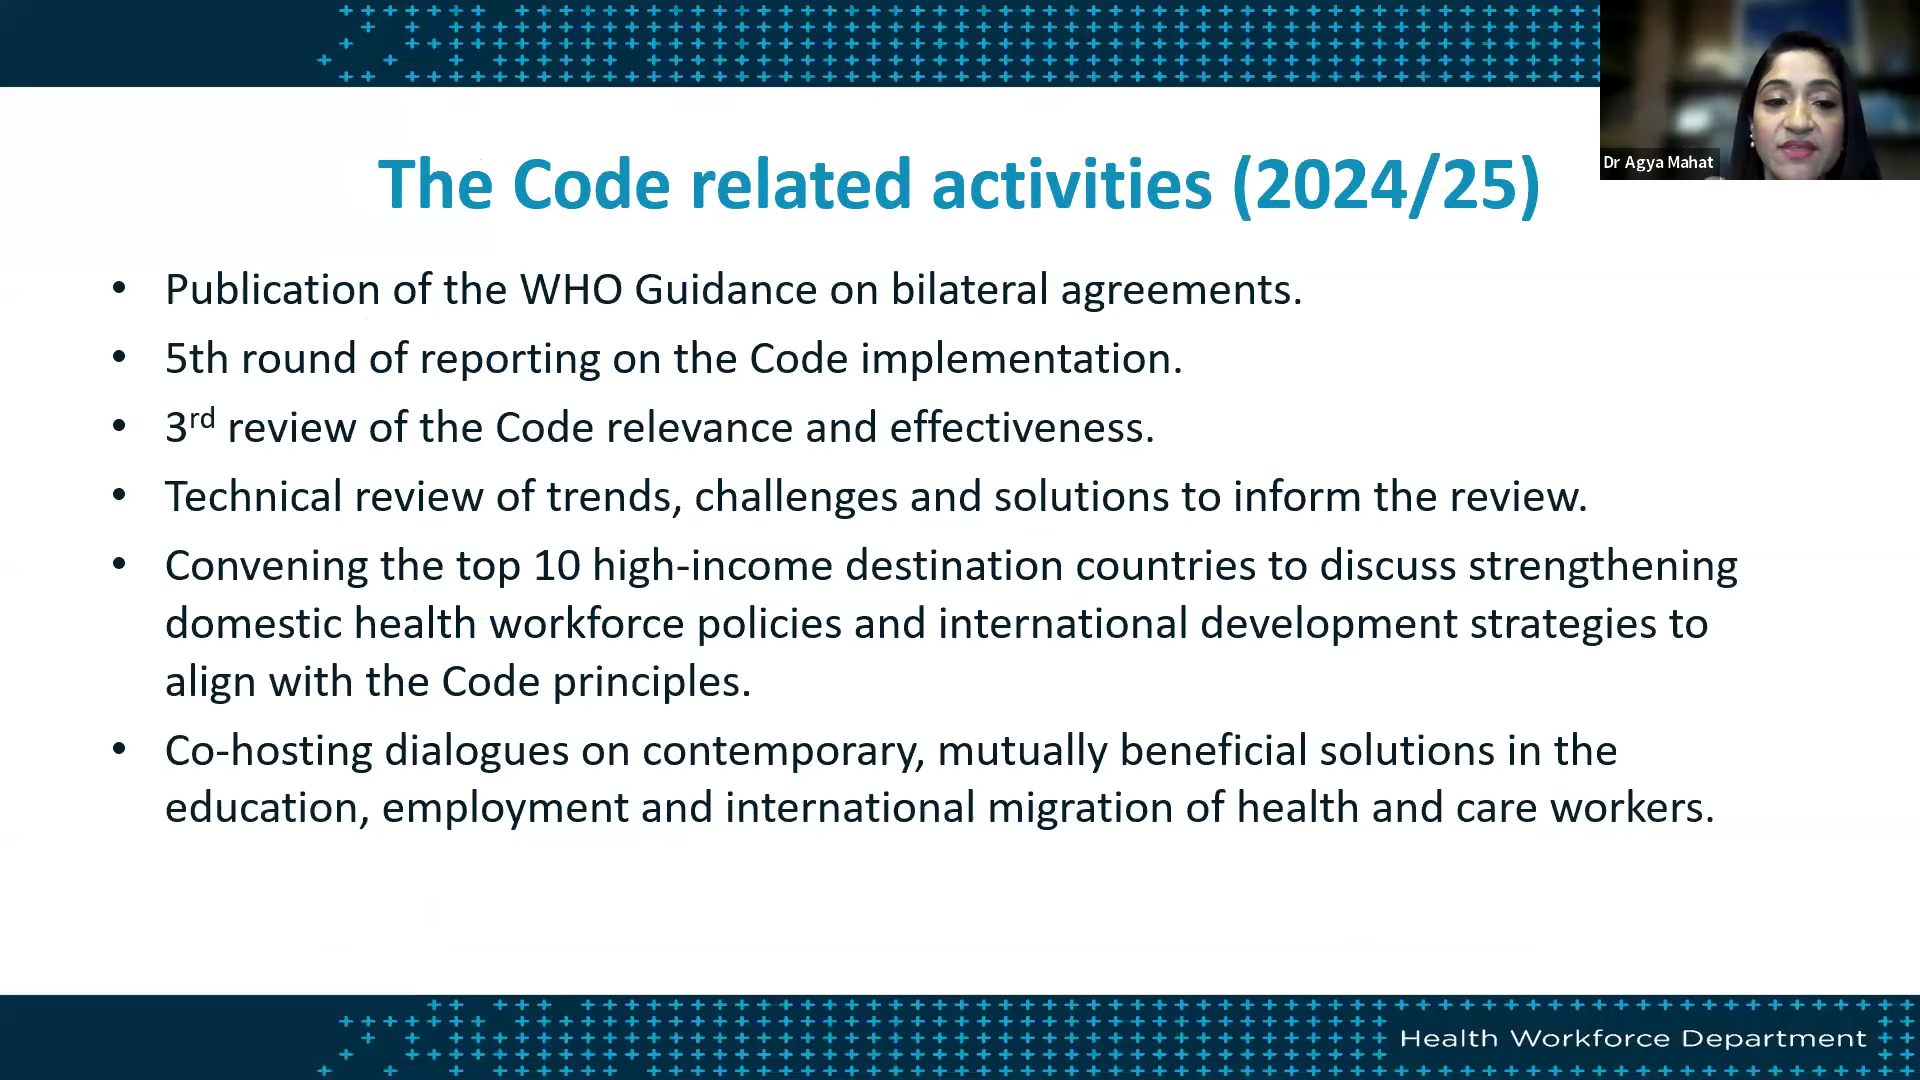 Dr Agya Mahat
The Code related activities (2024/25)
• Publication of the WHO Guidance on bilateral agreements.
• 5th round of reporting on the Code implementation.
• 3rd review of the Code relevance and effectiveness.
• Technical review of trends, challenges and solutions to inform the review.
• Convening the top 10 high-income destination countries to discuss strengthening
domestic health workforce policies and international development strategies to
align with the Code principles.
• Co-hosting dialogues on contemporary, mutually beneficial solutions in the
education, employment and international migration of health and care workers.
Health Workforce Department